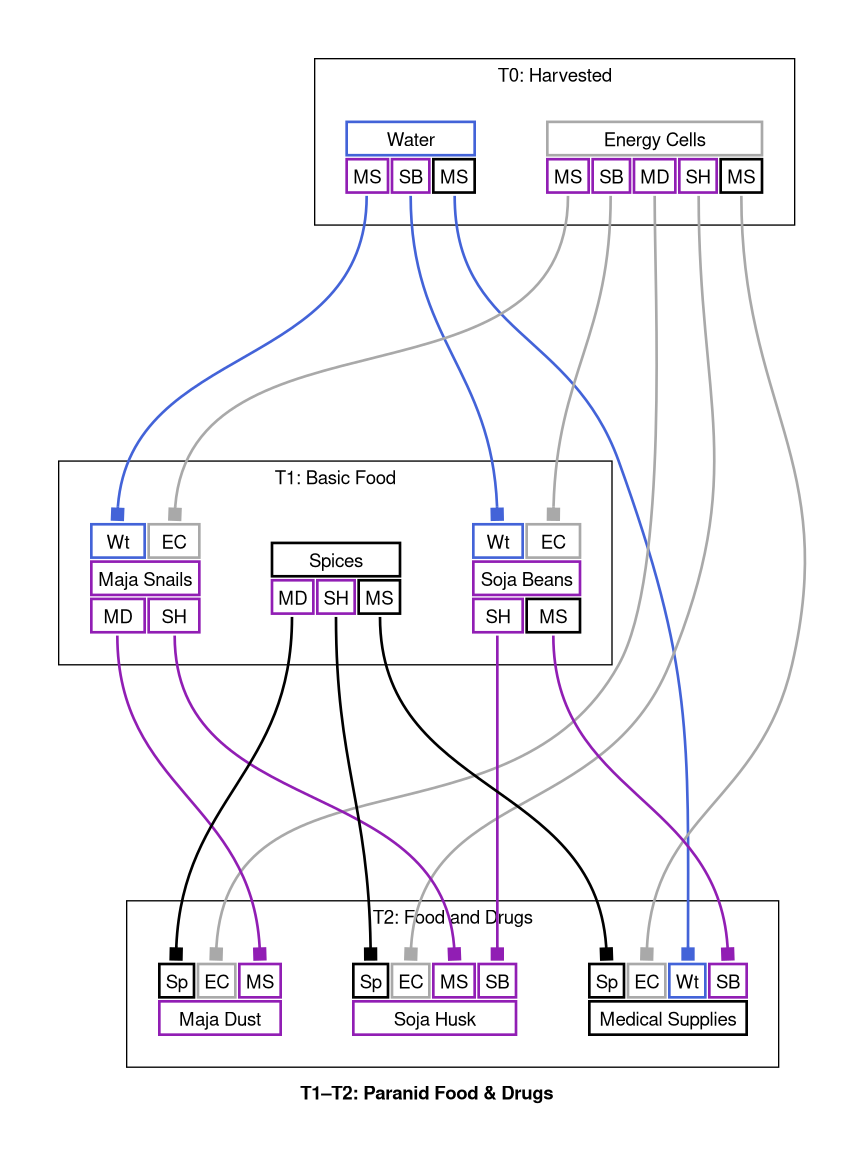 T0: Harvested
Water
Energy Cells
MS SB MS
MS SB MD SH MS
T1: Basic Food
Wt EC
Maja Snails
MD SH
Spices
MD SH MS
Wt EC
Soja Beans
SH MS
T2: Food and Drugs
Sp EC MS
Maja Dust
Sp EC MS SB
Soja Husk
Sp EC Wt SB
Medical Supplies
T1–T2: Paranid Food & Drugs